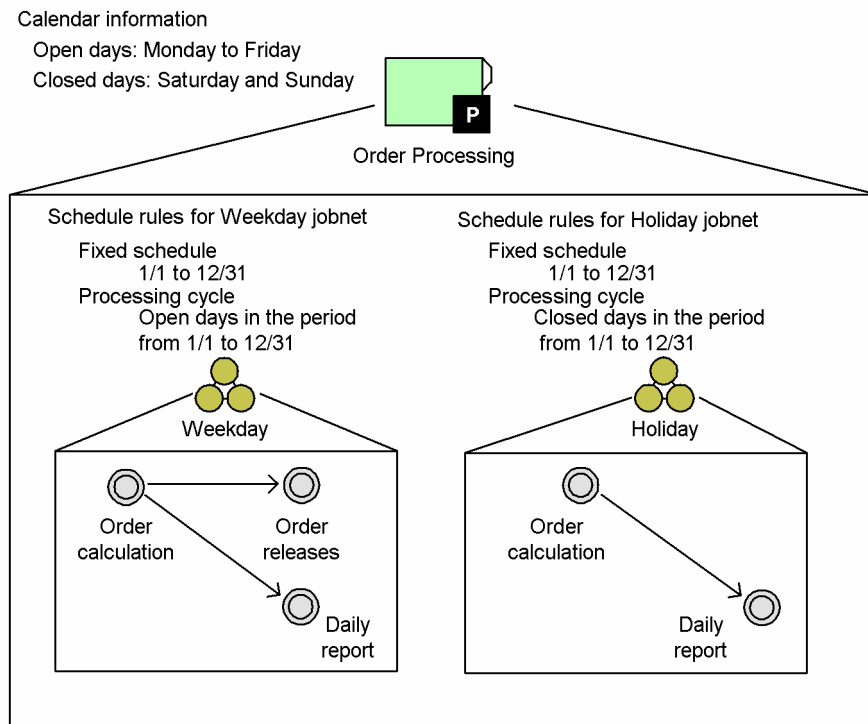 Calendar information
Open days: Monday to Friday
Closed days: Saturday and Sunday
P
Order Processing
Schedule rules for Weekday jobnet
Fixed schedule
1/1 to 12/31
Processing cycle
Open days in the period
from 1/1 to 12/31
Weekday
Order
calculation
Order
releases
Daily
report
Schedule rules for Holiday jobnet
Fixed schedule
1/1 to 12/31
Processing cycle
Closed days in the period
from 1/1 to 12/31
Holiday
Order
calculation
Daily
report